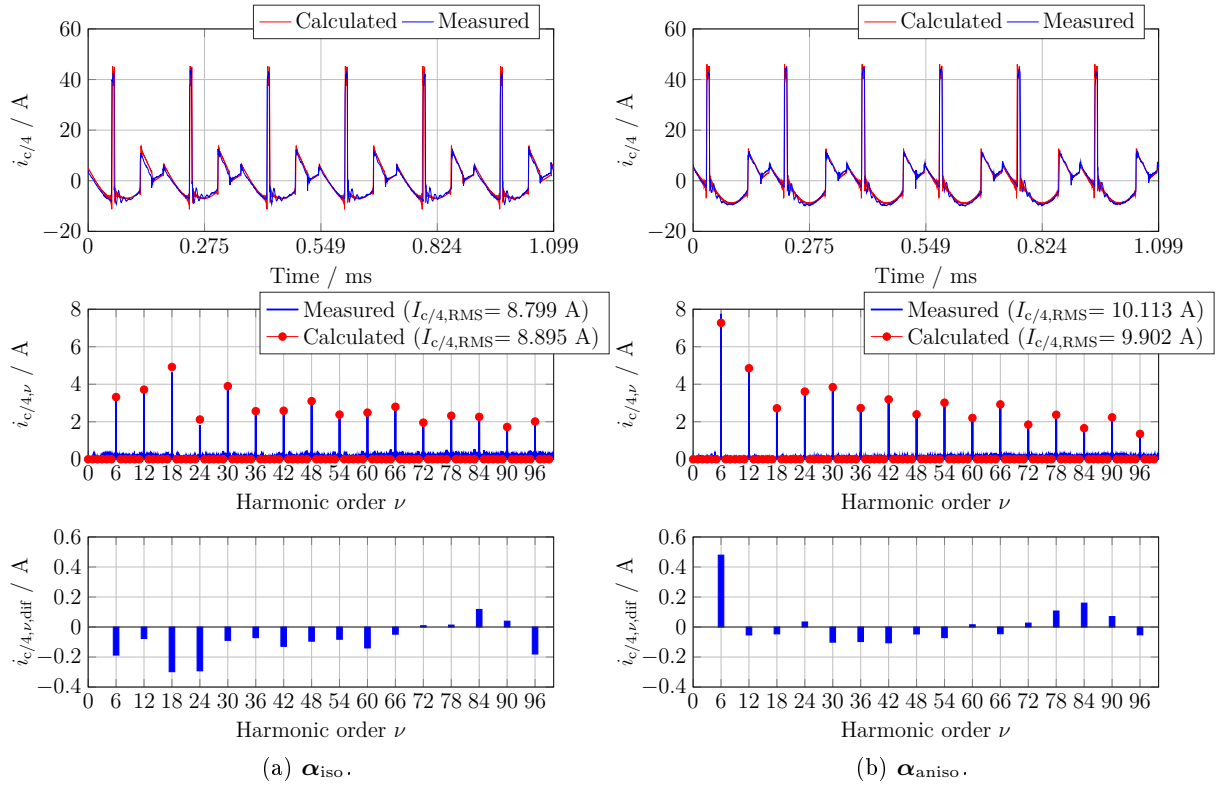 Calculated Measured
60
40
20
0
−20
i_c/4 / A
0 0.275 0.549 0.824 1.099
Time / ms
Measured (I_c/4,RMS= 8.799 A)
Calculated (I_c/4,RMS= 8.895 A)
8
6
4
2
0
i_c/4,ν / A
0 6 12 18 24 30 36 42 48 54 60 66 72 78 84 90 96
Harmonic order ν
0.6
0.4
0.2
0
−0.2
−0.4
i_c/4,ν,dif / A
0 6 12 18 24 30 36 42 48 54 60 66 72 78 84 90 96
Harmonic order ν
(a) α_iso.
Calculated Measured
60
40
20
0
−20
i_c/4 / A
0 0.275 0.549 0.824 1.099
Time / ms
Measured (I_c/4,RMS= 10.113 A)
Calculated (I_c/4,RMS= 9.902 A)
8
6
4
2
0
i_c/4,ν / A
0 6 12 18 24 30 36 42 48 54 60 66 72 78 84 90 96
Harmonic order ν
0.6
0.4
0.2
0
−0.2
−0.4
i_c/4,ν,dif / A
0 6 12 18 24 30 36 42 48 54 60 66 72 78 84 90 96
Harmonic order ν
(b) α_aniso.